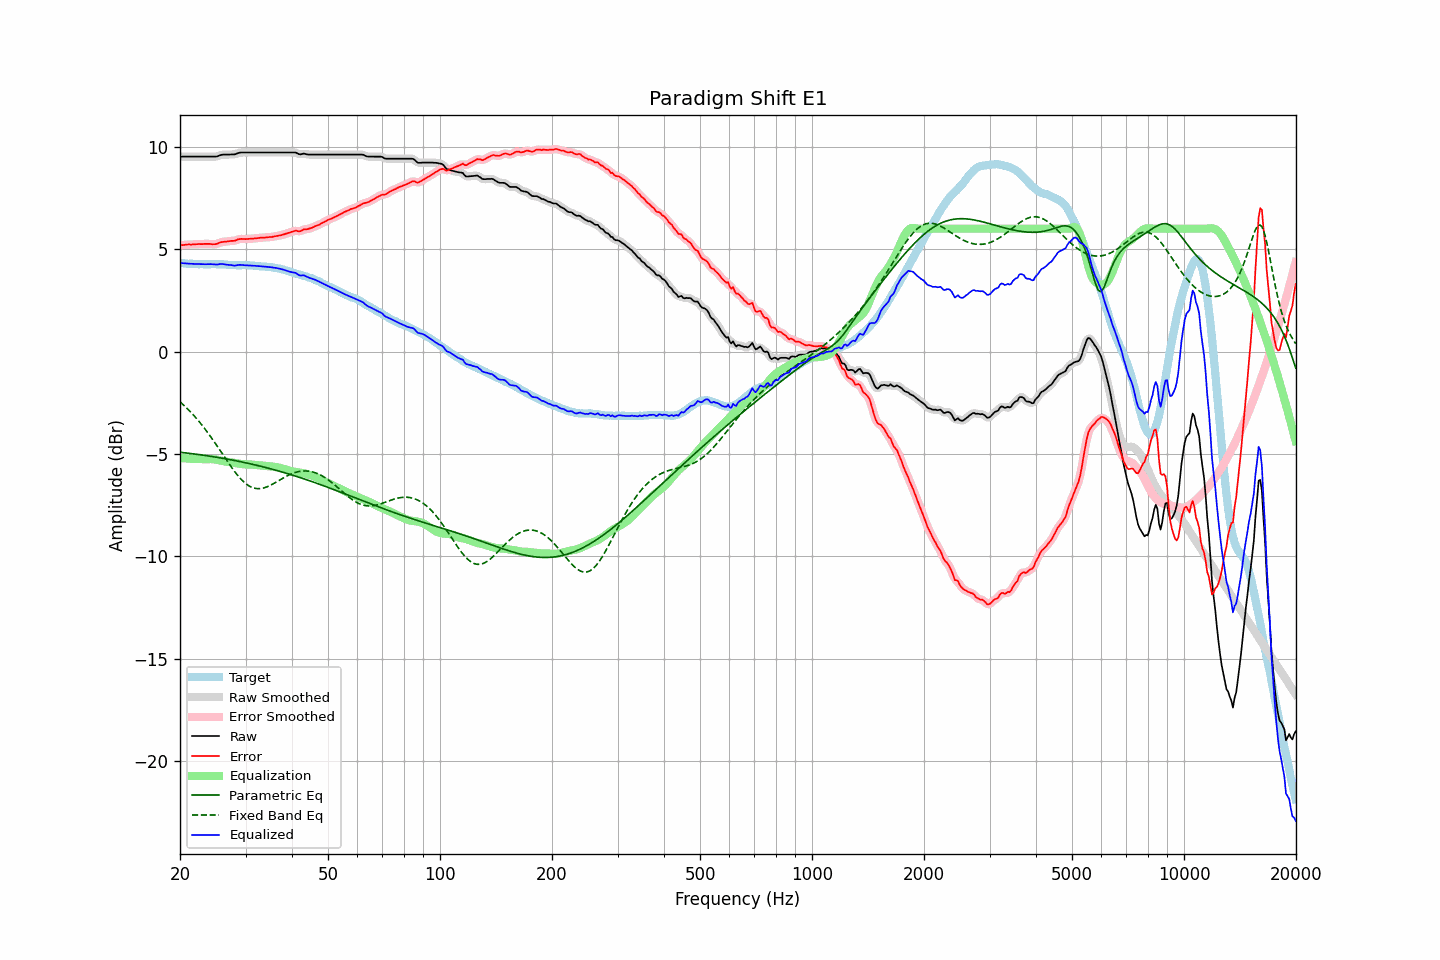 Paradigm Shift E1
Amplitude (dBr)
10
5
0
−5
−10
−15
−20
Target
Raw Smoothed
Error Smoothed
Raw
Error
Equalization
Parametric Eq
Fixed Band Eq
Equalized
20 50 100 200 500 1000 2000 5000 10000 20000
Frequency (Hz)